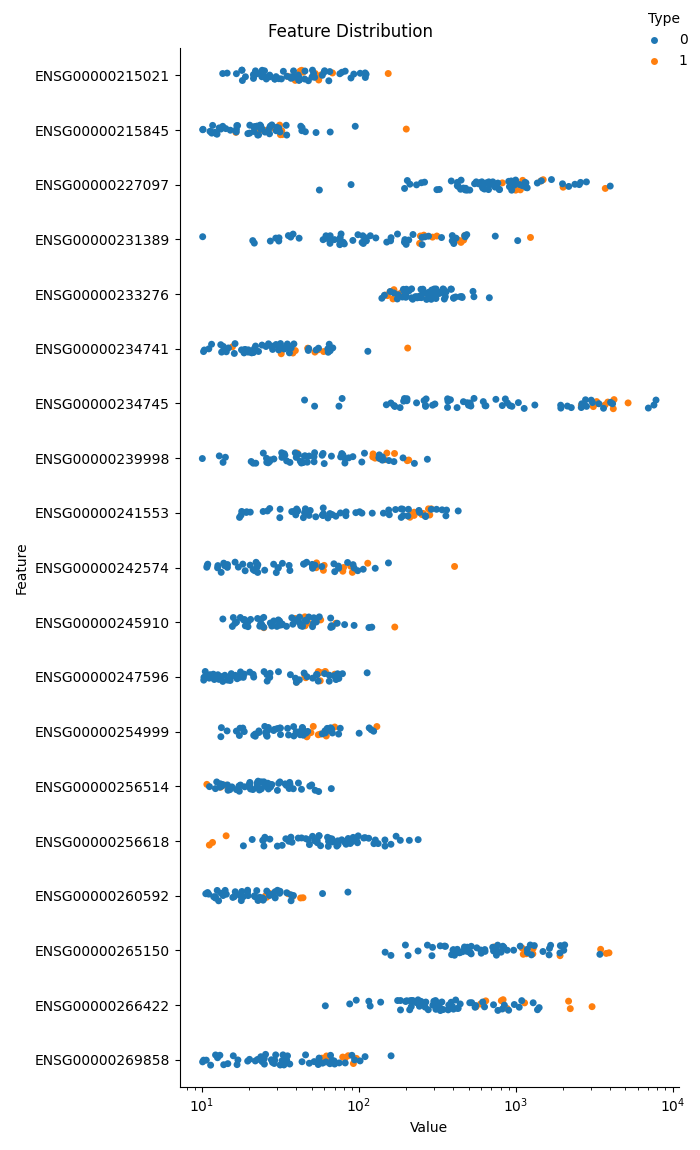 Feature Distribution
Type
0
1
ENSG00000215021
ENSG00000215845
ENSG00000227097
ENSG00000231389
ENSG00000233276
ENSG00000234741
ENSG00000234745
ENSG00000239998
ENSG00000241553
ENSG00000242574
ENSG00000245910
ENSG00000247596
ENSG00000254999
ENSG00000256514
ENSG00000256618
ENSG00000260592
ENSG00000265150
ENSG00000266422
ENSG00000269858
Feature
10¹ 10² 10³ 10⁴
Value